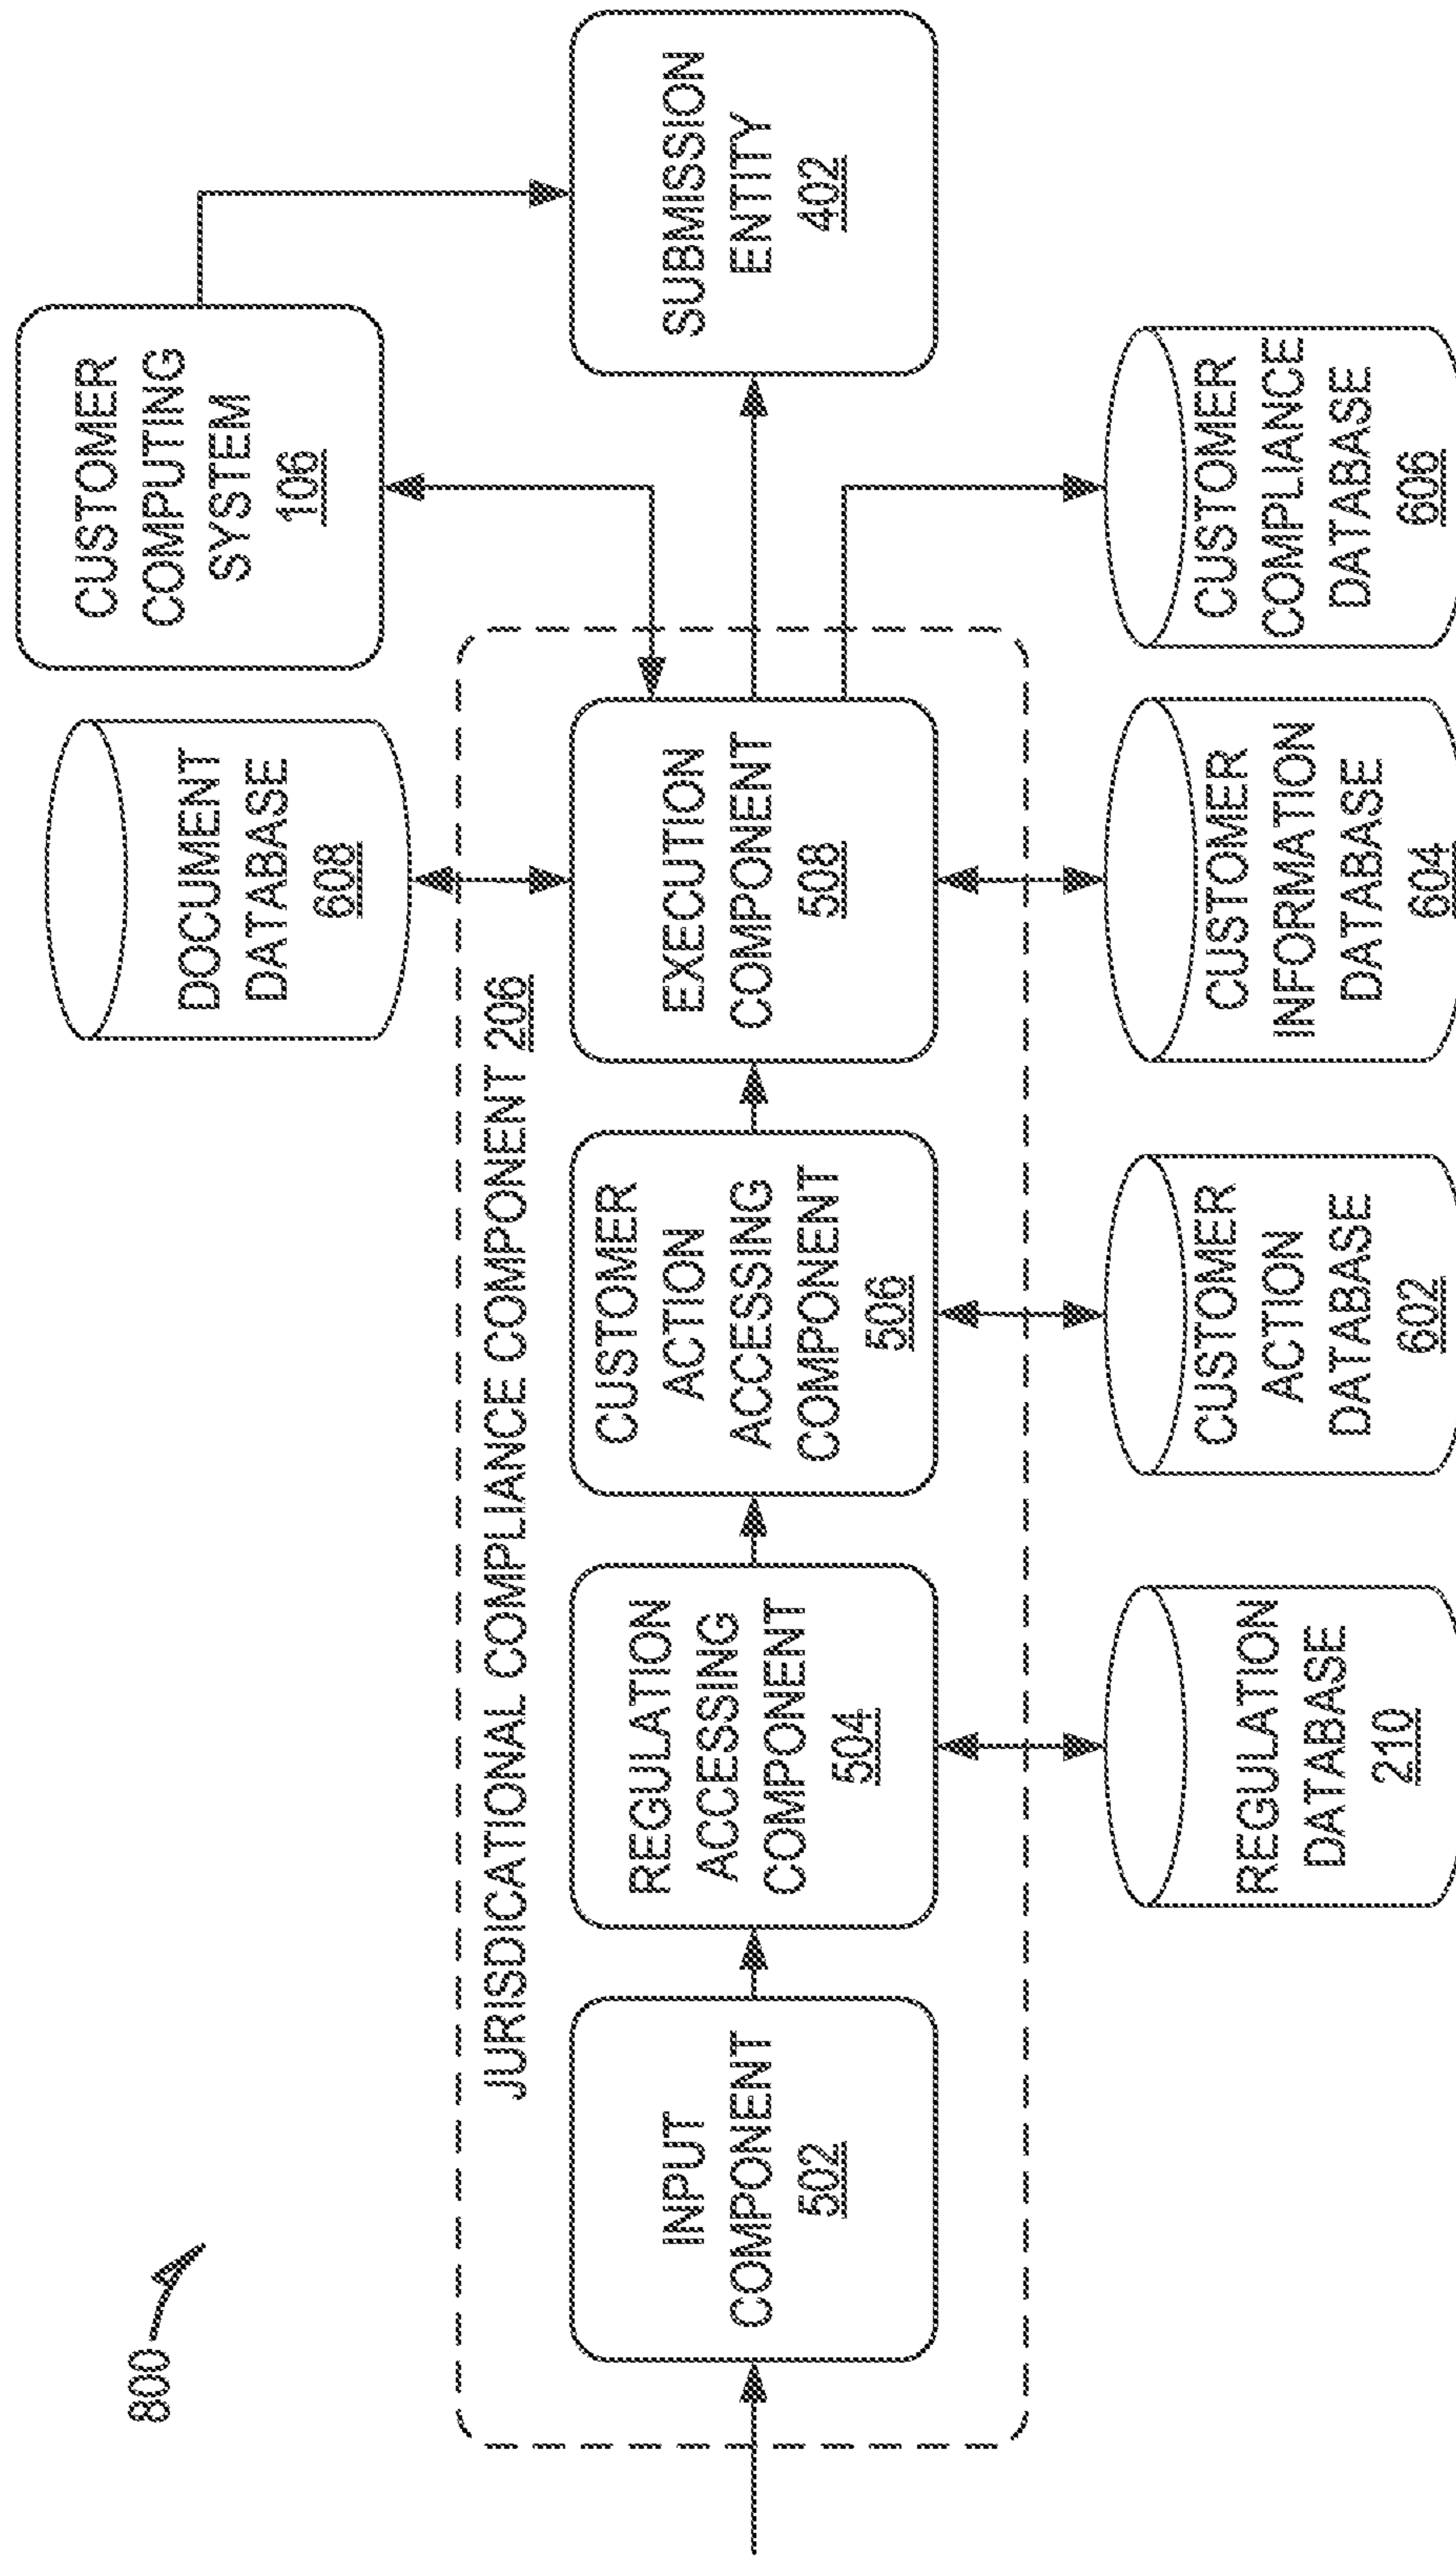 800
CUSTOMER
COMPUTING
SYSTEM
106
DOCUMENT
DATABASE
608
JURISDICATIONAL COMPLIANCE COMPONENT 206
INPUT
COMPONENT
502
REGULATION
ACCESSING
COMPONENT
504
CUSTOMER
ACTION
ACCESSING
COMPONENT
506
EXECUTION
COMPONENT
508
SUBMISSION
ENTITY
402
REGULATION
DATABASE
210
CUSTOMER
ACTION
DATABASE
602
CUSTOMER
INFORMATION
DATABASE
604
CUSTOMER
COMPLIANCE
DATABASE
606